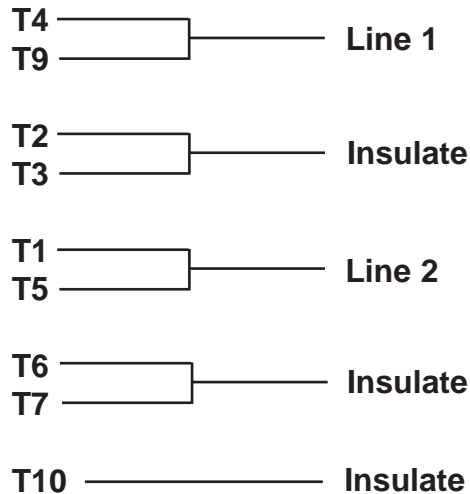 T4
T9
Line 1
T2
T3
Insulate
T1
T5
Line 2
T6
T7
Insulate
T10 Insulate